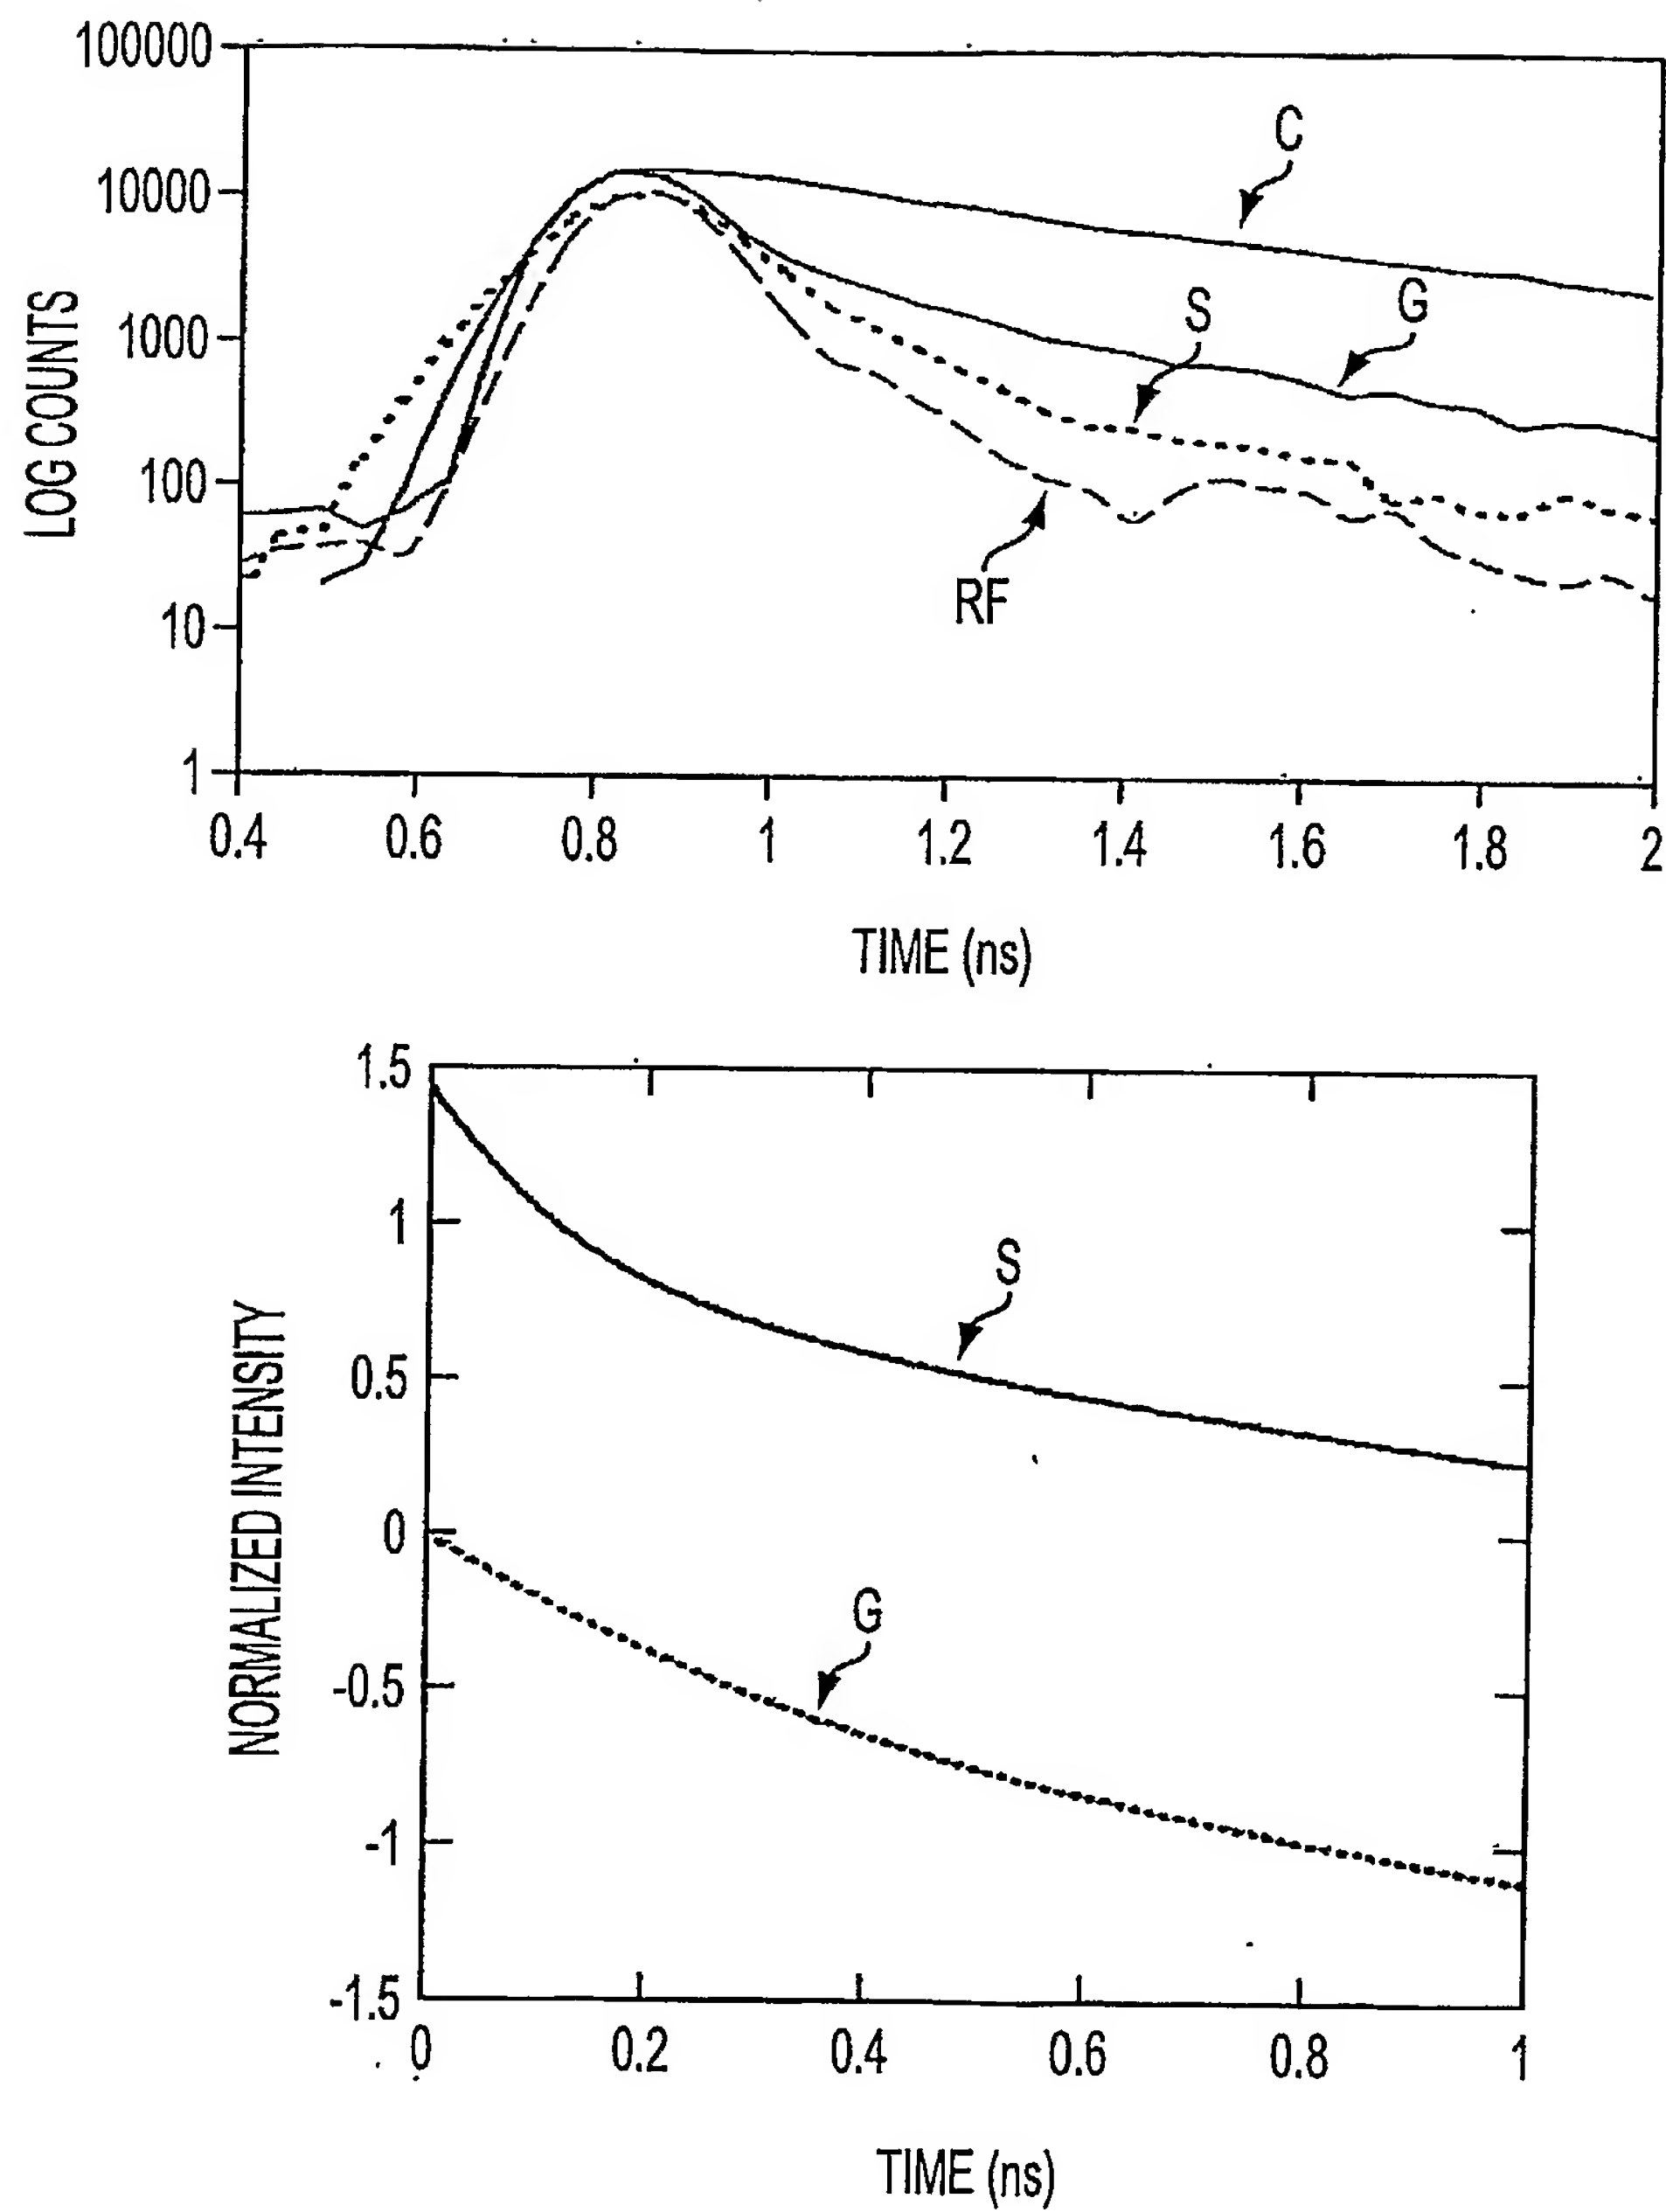 100000
10000
1000
100
10
1
LOG COUNTS
C
S
G
RF
0.4 0.6 0.8 1 1.2 1.4 1.6 1.8 2
TIME (ns)
1.5
1
0.5
0
-0.5
-1
-1.5
NORMALIZED INTENSITY
S
G
0 0.2 0.4 0.6 0.8 1
TIME (ns)